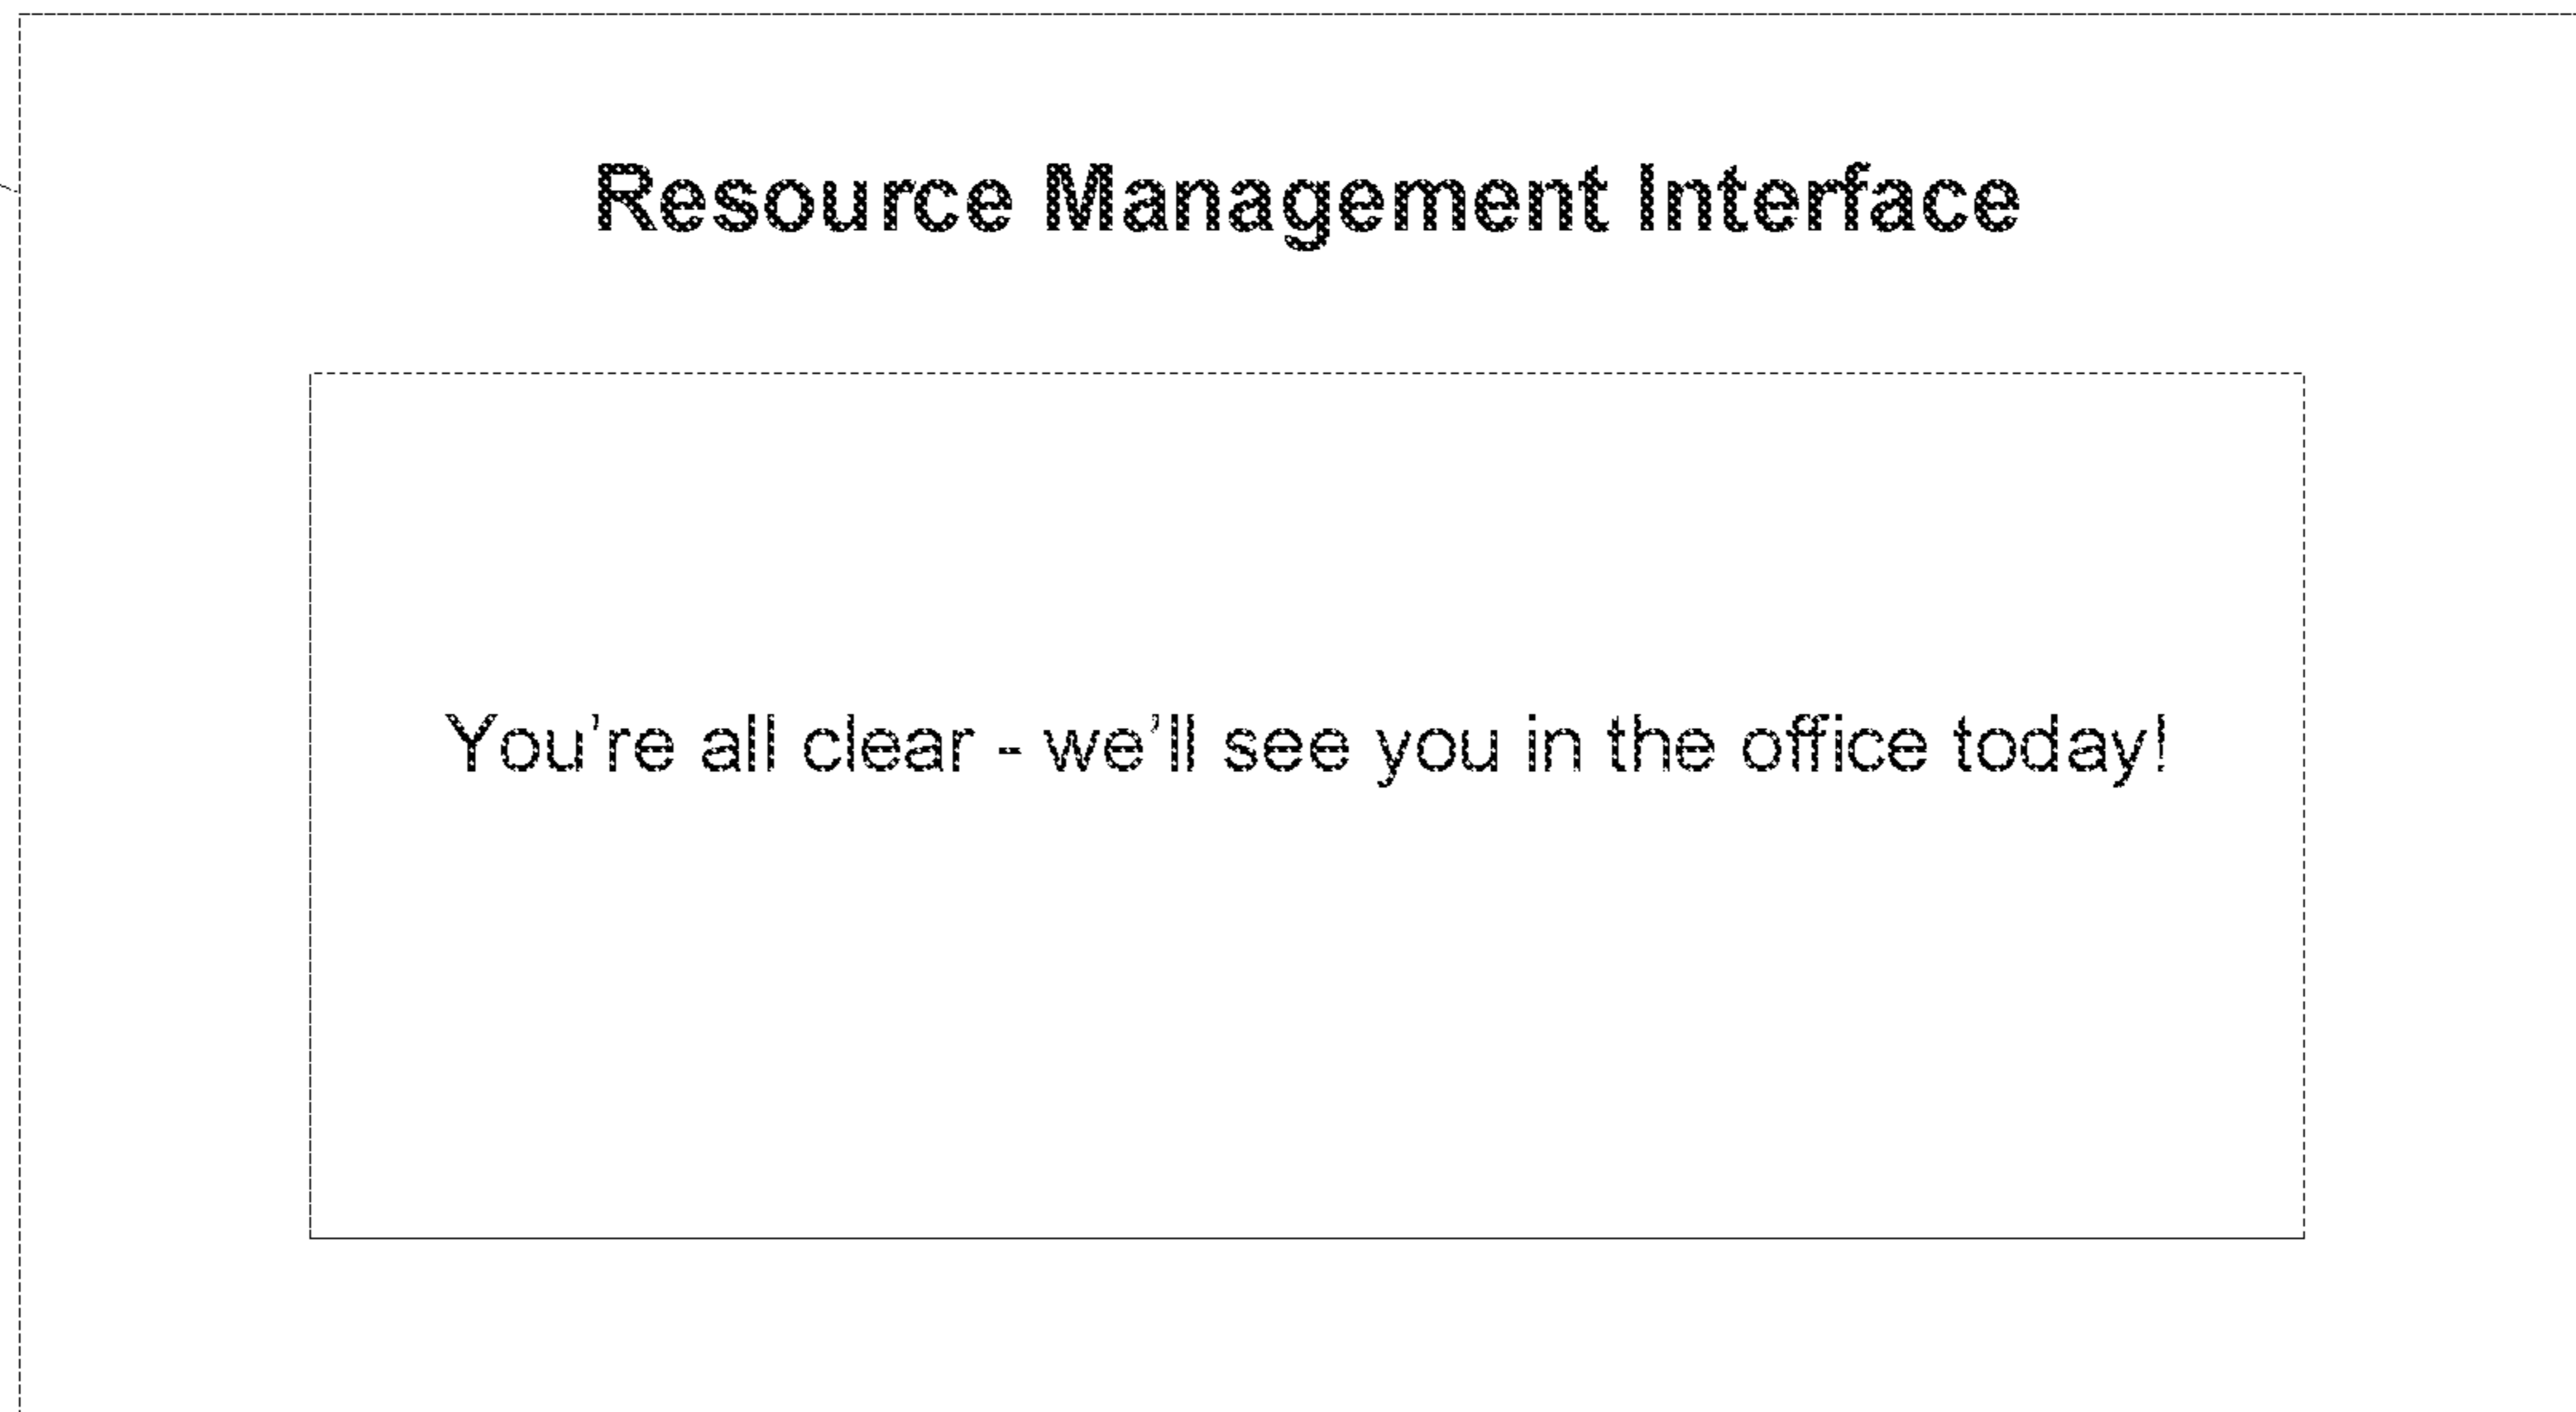 Resource Management Interface
You’re all clear - we’ll see you in the office today!